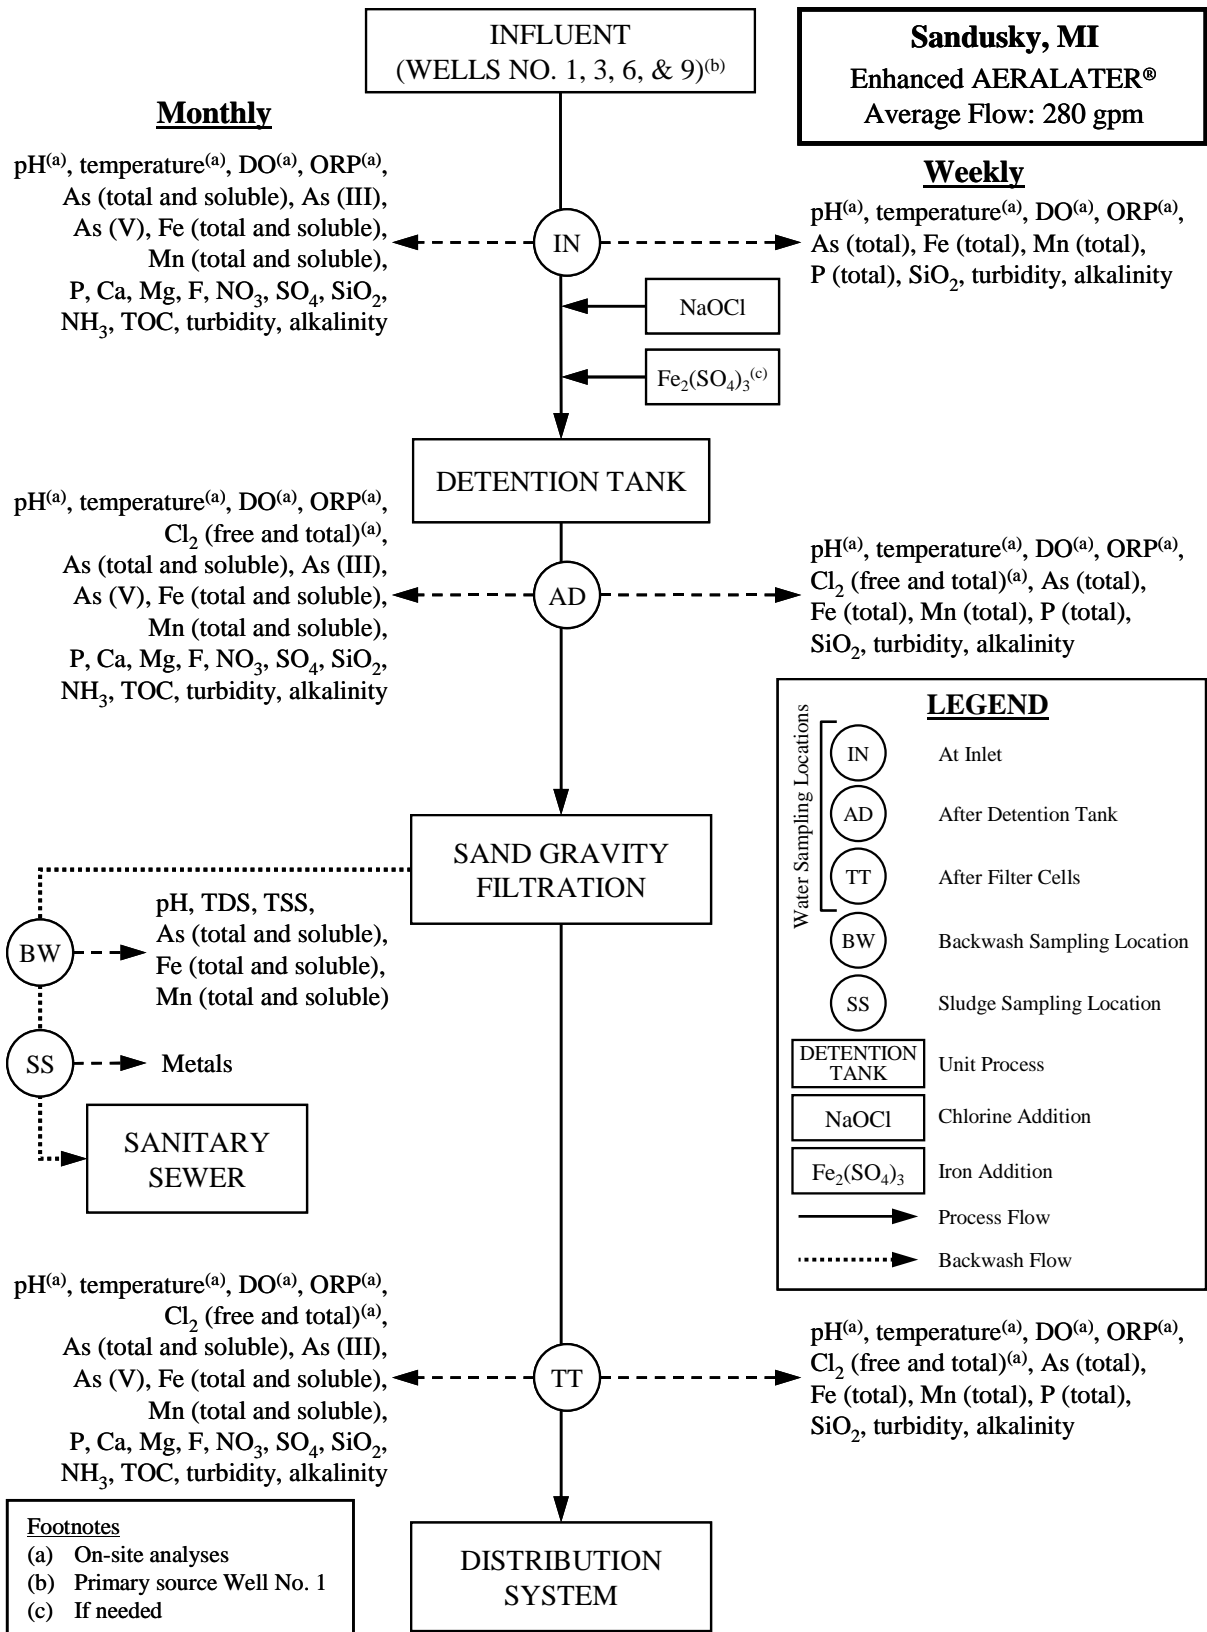 INFLUENT
(WELLS NO. 1, 3, 6, & 9)(b)
Sandusky, MI
Enhanced AERALATER®
Average Flow: 280 gpm
Monthly
pH(a), temperature(a), DO(a), ORP(a),
As (total and soluble), As (III),
As (V), Fe (total and soluble),
Mn (total and soluble),
P, Ca, Mg, F, NO3, SO4, SiO2,
NH3, TOC, turbidity, alkalinity
IN
Weekly
pH(a), temperature(a), DO(a), ORP(a),
As (total), Fe (total), Mn (total),
P (total), SiO2, turbidity, alkalinity
NaOCl
Fe2(SO4)3(c)
DETENTION TANK
pH(a), temperature(a), DO(a), ORP(a),
Cl2 (free and total)(a),
As (total and soluble), As (III),
As (V), Fe (total and soluble),
Mn (total and soluble),
P, Ca, Mg, F, NO3, SO4, SiO2,
NH3, TOC, turbidity, alkalinity
AD
pH(a), temperature(a), DO(a), ORP(a),
Cl2 (free and total)(a), As (total),
Fe (total), Mn (total), P (total),
SiO2, turbidity, alkalinity
SAND GRAVITY
FILTRATION
BW
pH, TDS, TSS,
As (total and soluble),
Fe (total and soluble),
Mn (total and soluble)
SS
Metals
SANITARY
SEWER
LEGEND
Water Sampling Locations
IN At Inlet
AD After Detention Tank
TT After Filter Cells
BW Backwash Sampling Location
SS Sludge Sampling Location
DETENTION
TANK
Unit Process
NaOCl Chlorine Addition
Fe2(SO4)3 Iron Addition
Process Flow
Backwash Flow
pH(a), temperature(a), DO(a), ORP(a),
Cl2 (free and total)(a),
As (total and soluble), As (III),
As (V), Fe (total and soluble),
Mn (total and soluble),
P, Ca, Mg, F, NO3, SO4, SiO2,
NH3, TOC, turbidity, alkalinity
TT
pH(a), temperature(a), DO(a), ORP(a),
Cl2 (free and total)(a), As (total),
Fe (total), Mn (total), P (total),
SiO2, turbidity, alkalinity
Footnotes
(a) On-site analyses
(b) Primary source Well No. 1
(c) If needed
DISTRIBUTION
SYSTEM